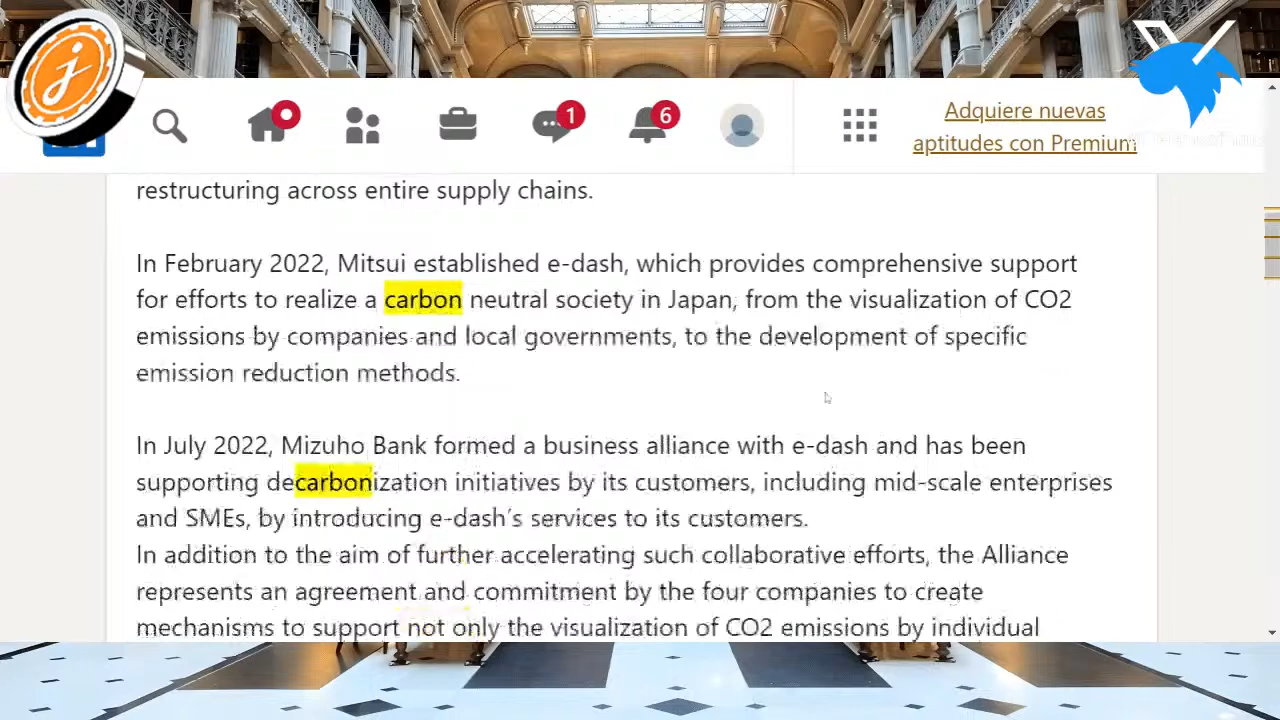 j
1
6
Adquiere nuevas
aptitudes con Premium
restructuring across entire supply chains.
In February 2022, Mitsui established e-dash, which provides comprehensive support
for efforts to realize a carbon neutral society in Japan, from the visualization of CO2
emissions by companies and local governments, to the development of specific
emission reduction methods.
In July 2022, Mizuho Bank formed a business alliance with e-dash and has been
supporting decarbonization initiatives by its customers, including mid-scale enterprises
and SMEs, by introducing e-dash’s services to its customers.
In addition to the aim of further accelerating such collaborative efforts, the Alliance
represents an agreement and commitment by the four companies to create
mechanisms to support not only the visualization of CO2 emissions by individual